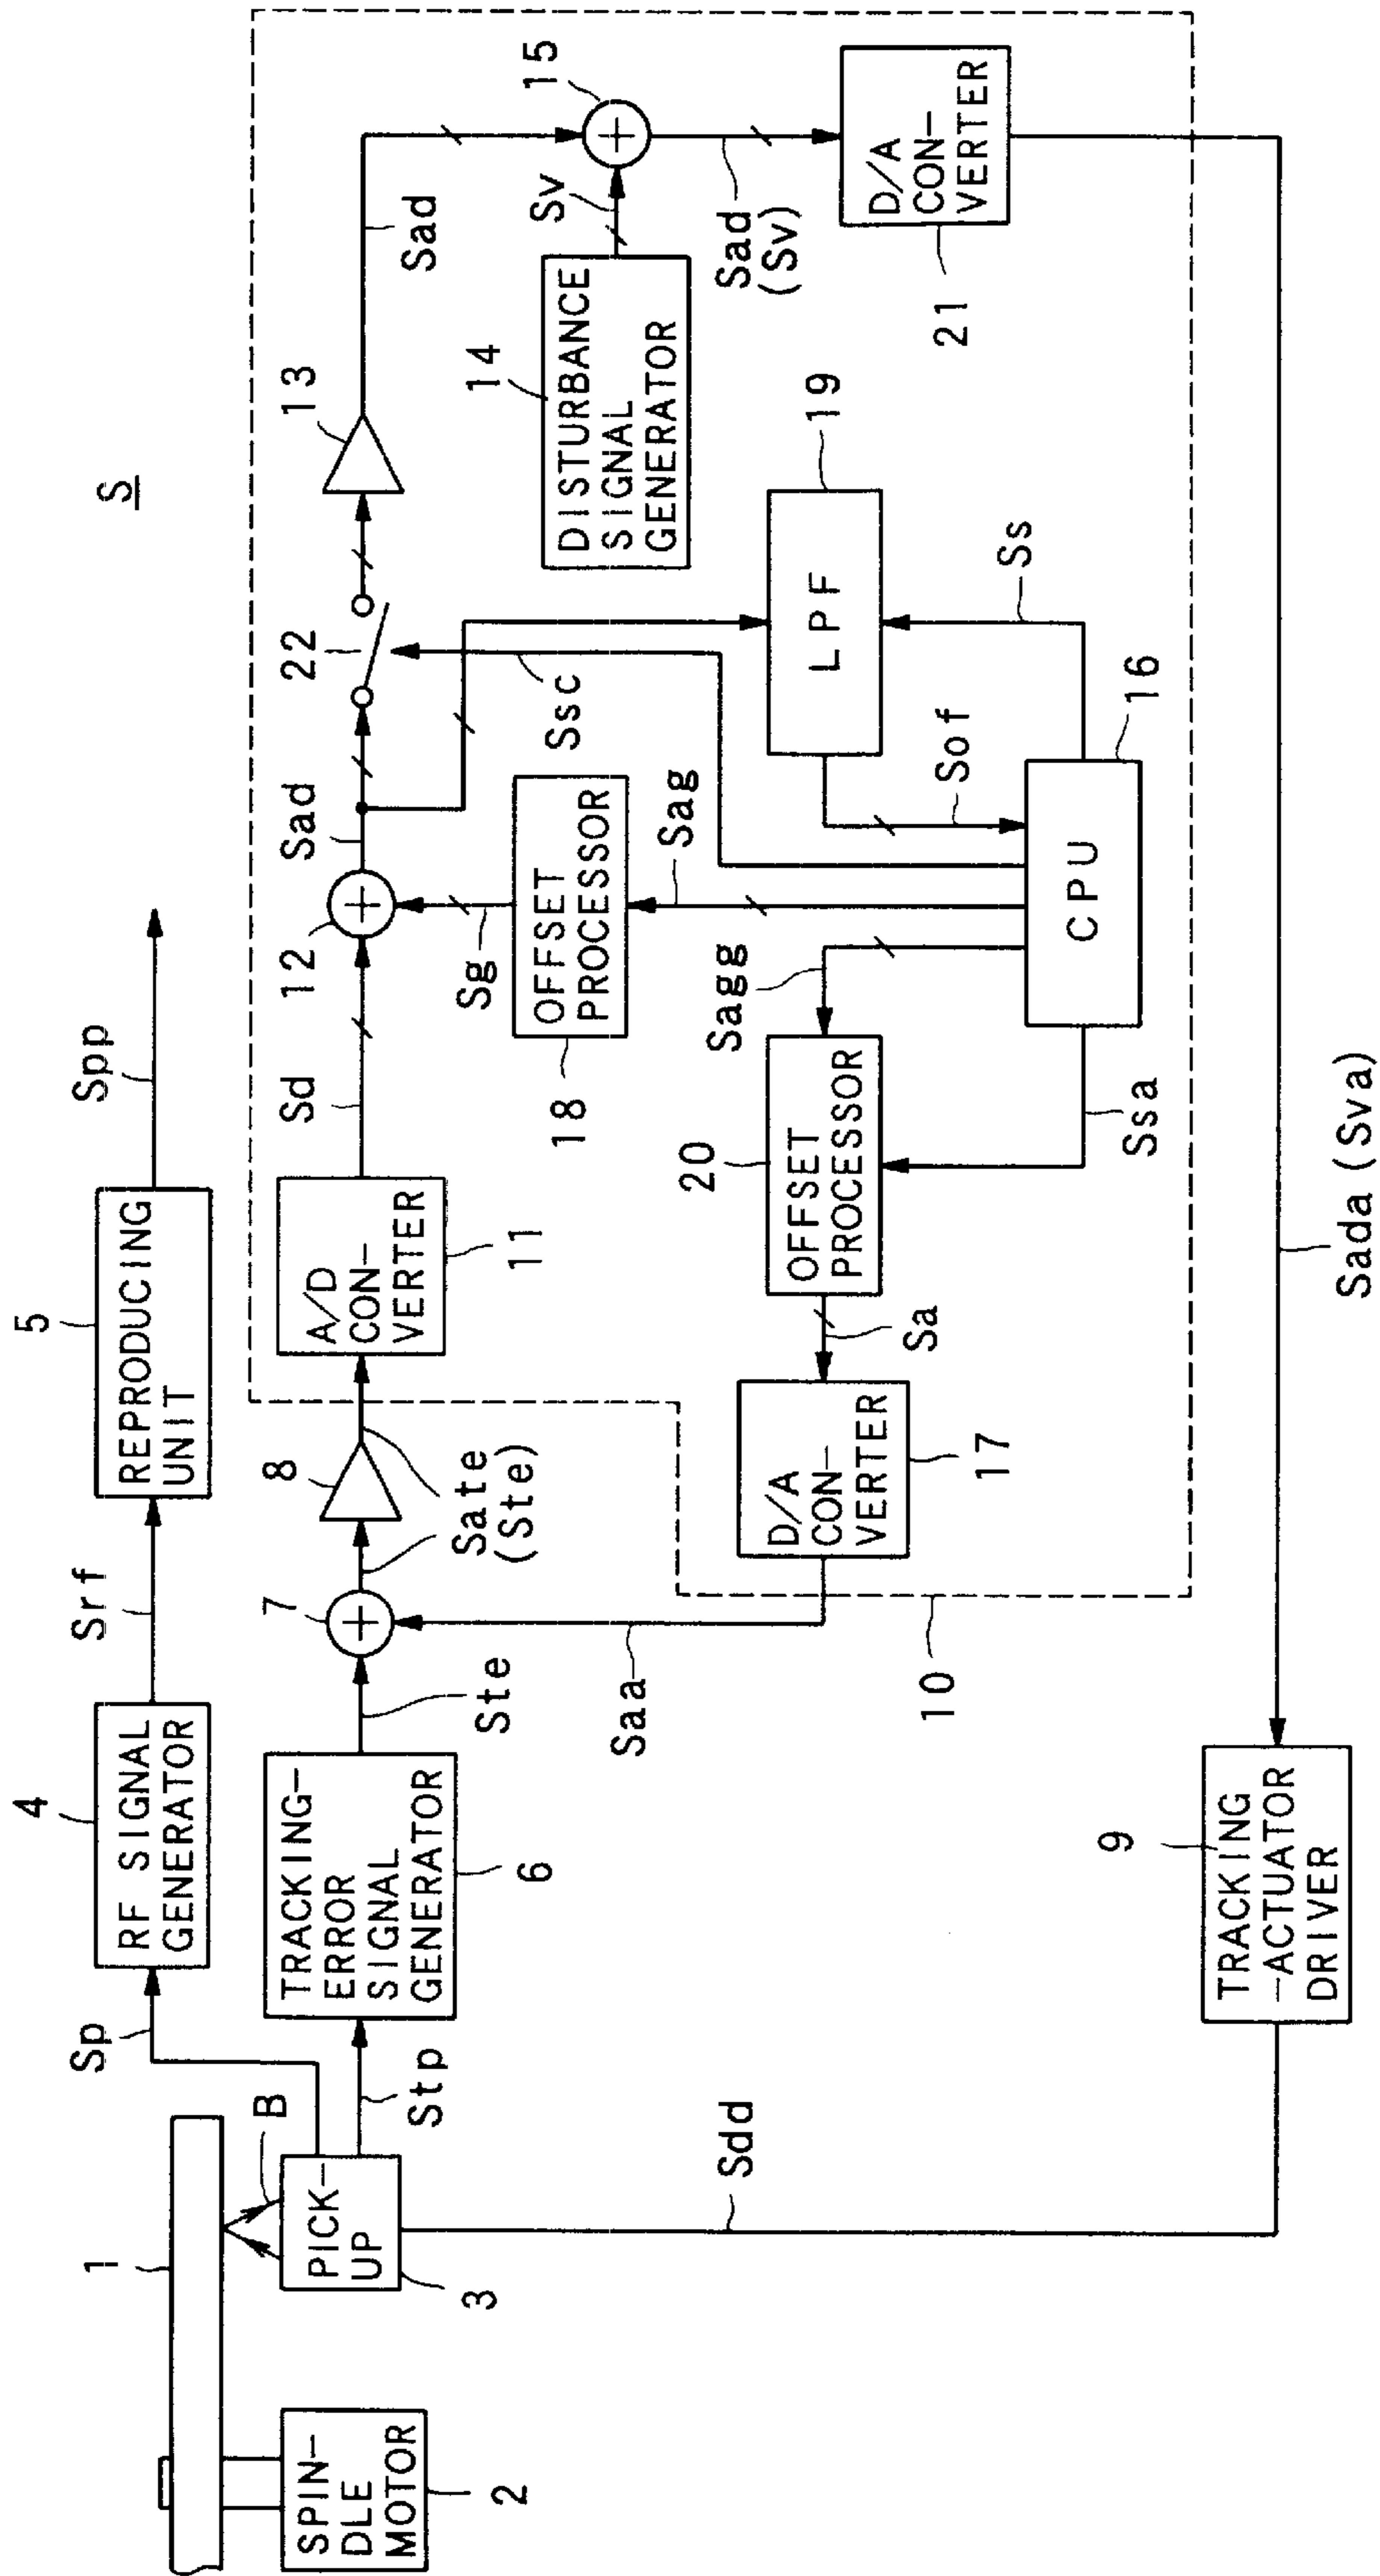 S
1
SPIN-
DLE
MOTOR
2
B
PICK-
UP
3
Sp
4
RF SIGNAL
GENERATOR
Srf
5
REPRODUCING
UNIT
Spp
Stp
TRACKING-
ERROR
SIGNAL
GENERATOR
6
Ste
7
8
Sate
(Ste)
A/D
CON-
VERTER
11
Sd
12
Sad
22
13
Sad
15
Sg
OFFSET
PROCESSOR
18
Ssc
14
DISTURBANCE
SIGNAL
GENERATOR
Sv
Sad
(Sv)
D/A
CON-
VERTER
21
Saa
D/A
CON-
VERTER
17
Sa
20
OFFSET
PROCESSOR
Sagg
Sag
LPF
19
Sof
Ss
10
Ssa
CPU
16
Sdd
9
TRACKING
-ACTUATOR
DRIVER
Sada (Sva)